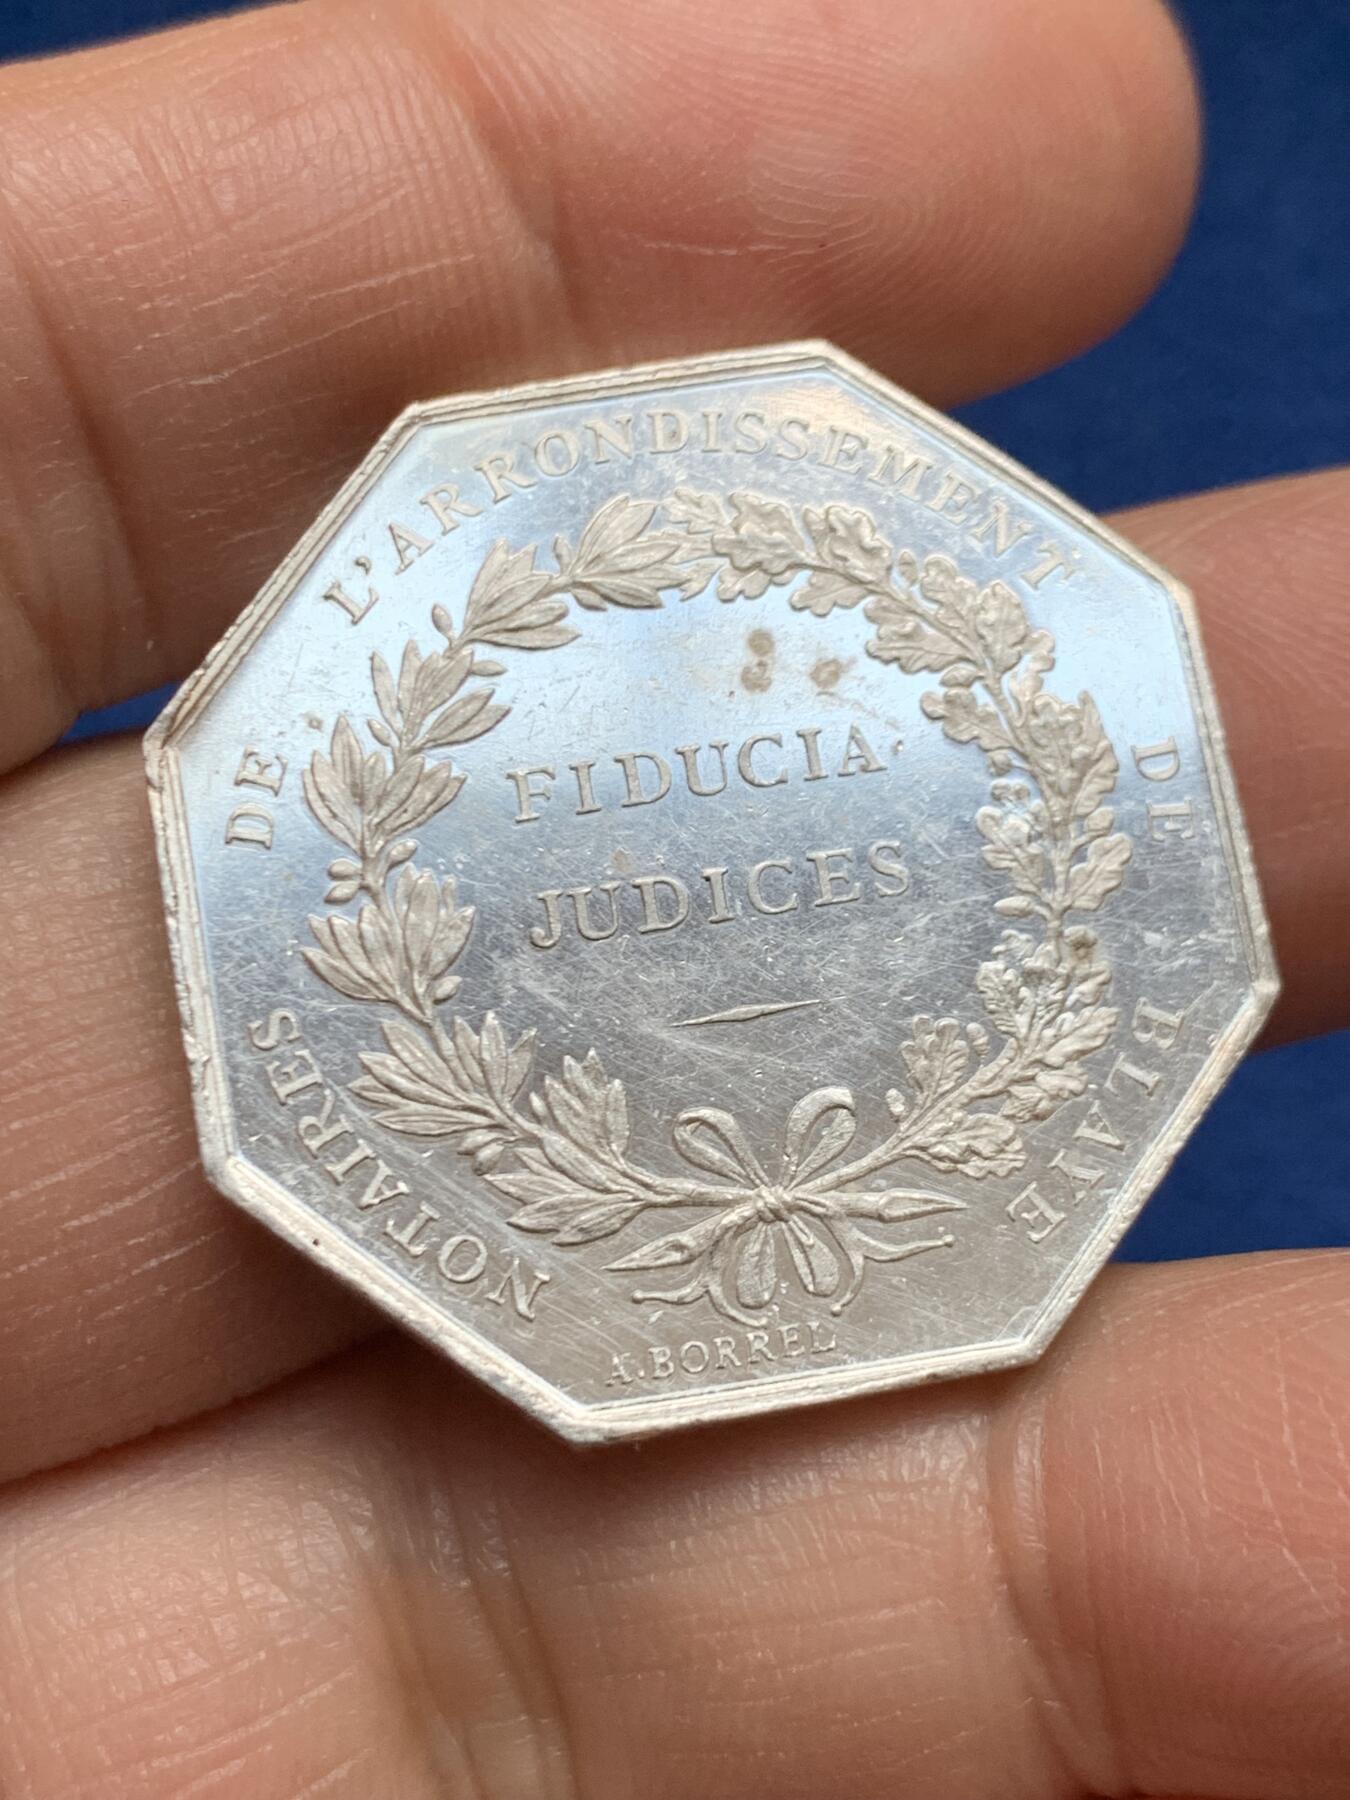 NOTAIRES DE L'ARRONDISSEMENT DE BLAYE
FIDUCIA
JUDICES
A. BORREL